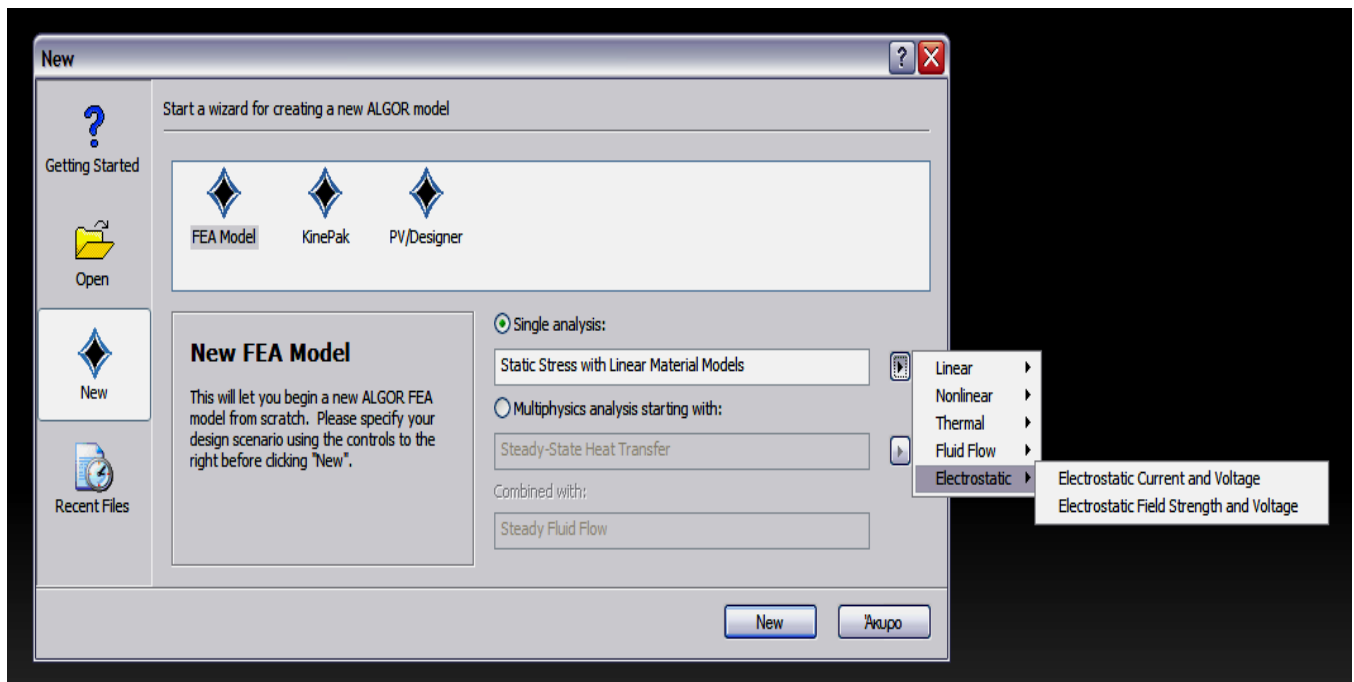 New
?
Getting Started
Open
New
Recent Files
Start a wizard for creating a new ALGOR model
FEA Model
KinePak
PV/Designer
New FEA Model
This will let you begin a new ALGOR FEA
model from scratch. Please specify your
design scenario using the controls to the
right before clicking "New".
Single analysis:
Static Stress with Linear Material Models
Multiphysics analysis starting with:
Steady-State Heat Transfer
Combined with:
Steady Fluid Flow
Linear
Nonlinear
Thermal
Fluid Flow
Electrostatic
Electrostatic Current and Voltage
Electrostatic Field Strength and Voltage
New
Άκυρο